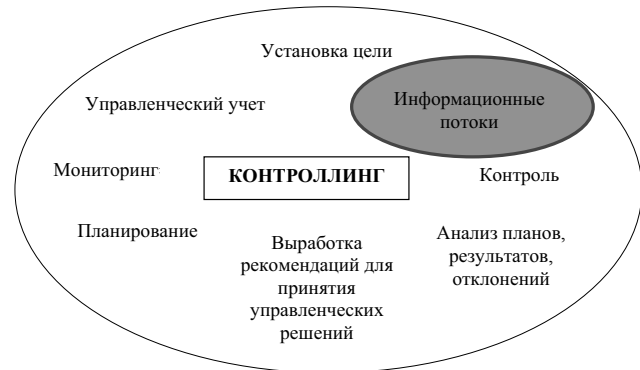 Установка цели
Информационные
потоки
Управленческий учет
Мониторинг
КОНТРОЛЛИНГ
Контроль
Планирование
Выработка
рекомендаций для
принятия
управленческих
решений
Анализ планов,
результатов,
отклонений